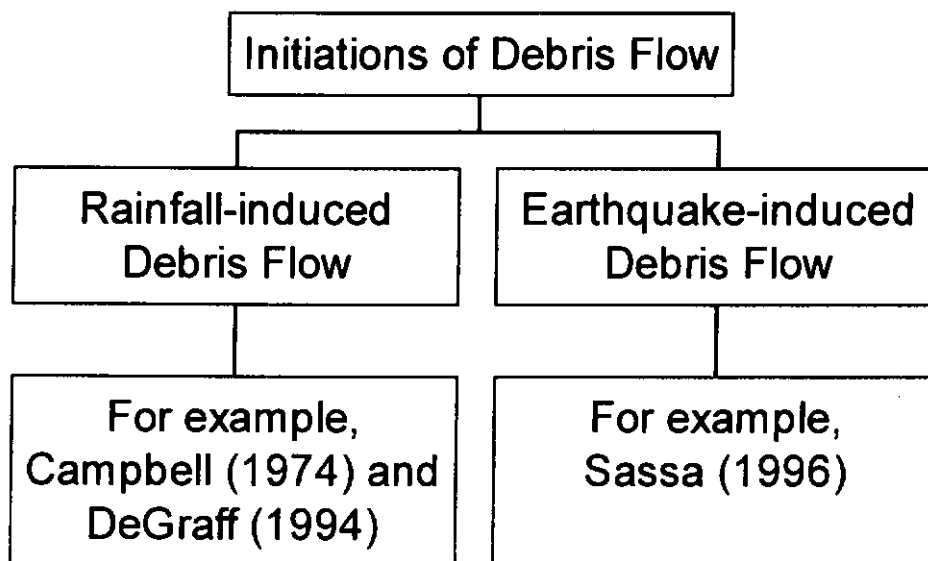 Initiations of Debris Flow
Rainfall-induced
Debris Flow
Earthquake-induced
Debris Flow
For example,
Campbell (1974) and
DeGraff (1994)
For example,
Sassa (1996)